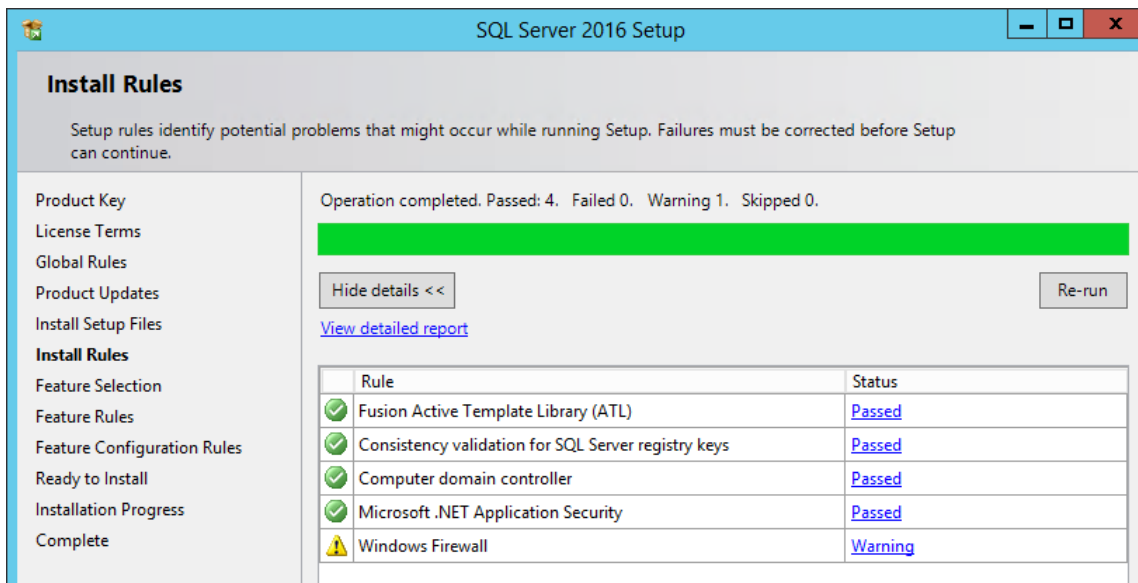 SQL Server 2016 Setup
Install Rules
Setup rules identify potential problems that might occur while running Setup. Failures must be corrected before Setup
can continue.
Product Key
License Terms
Global Rules
Product Updates
Install Setup Files
Install Rules
Feature Selection
Feature Rules
Feature Configuration Rules
Ready to Install
Installation Progress
Complete
Operation completed. Passed: 4.   Failed 0.   Warning 1.   Skipped 0.
Hide details <<
Re-run
View detailed report
Rule Status
Fusion Active Template Library (ATL) Passed
Consistency validation for SQL Server registry keys Passed
Computer domain controller Passed
Microsoft .NET Application Security Passed
Windows Firewall Warning